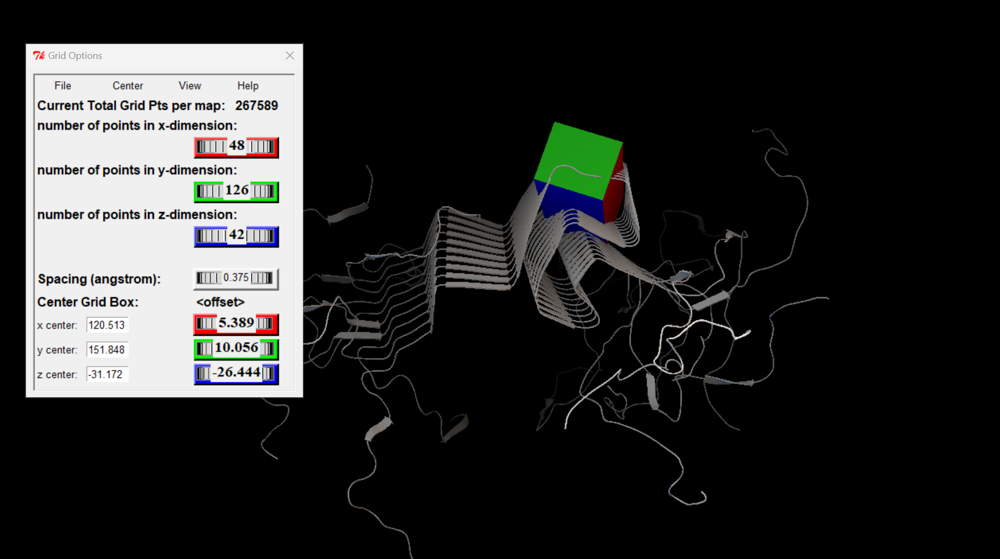 Grid Options
File Center View Help
Current Total Grid Pts per map: 267589
number of points in x-dimension:
48
number of points in y-dimension:
126
number of points in z-dimension:
42
Spacing (angstrom): 0.375
Center Grid Box: <offset>
x center: 120.513 5.389
y center: 151.848 10.056
z center: -31.172 -26.444